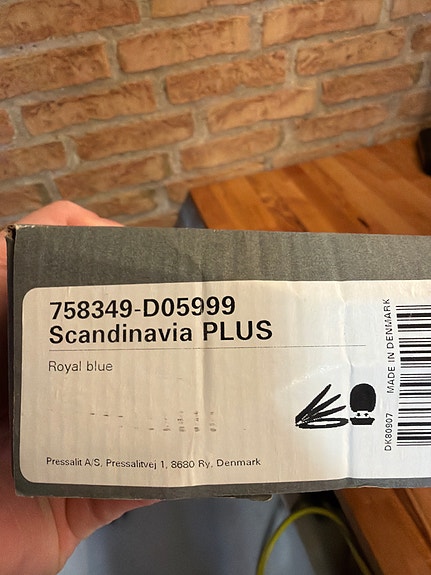 758349-D05999
Scandinavia PLUS
Royal blue
Pressalit A/S, Pressalitvej 1, 8680 Ry, Denmark
DK80907 MADE IN DENMARK